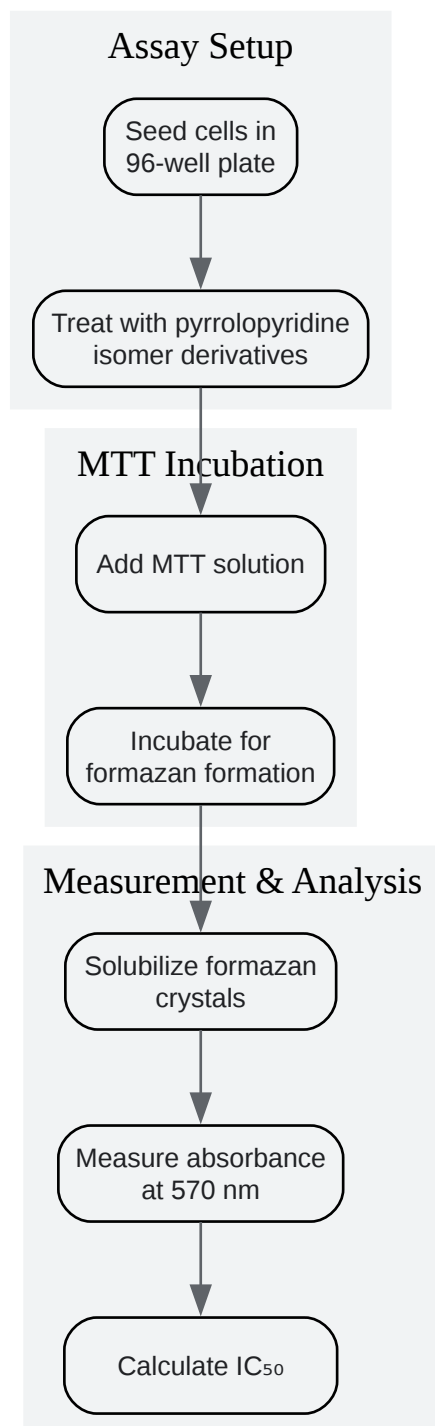 Assay Setup
Seed cells in
96-well plate
Treat with pyrrolopyridine
isomer derivatives
MTT Incubation
Add MTT solution
Incubate for
formazan formation
Measurement & Analysis
Solubilize formazan
crystals
Measure absorbance
at 570 nm
Calculate IC₅₀